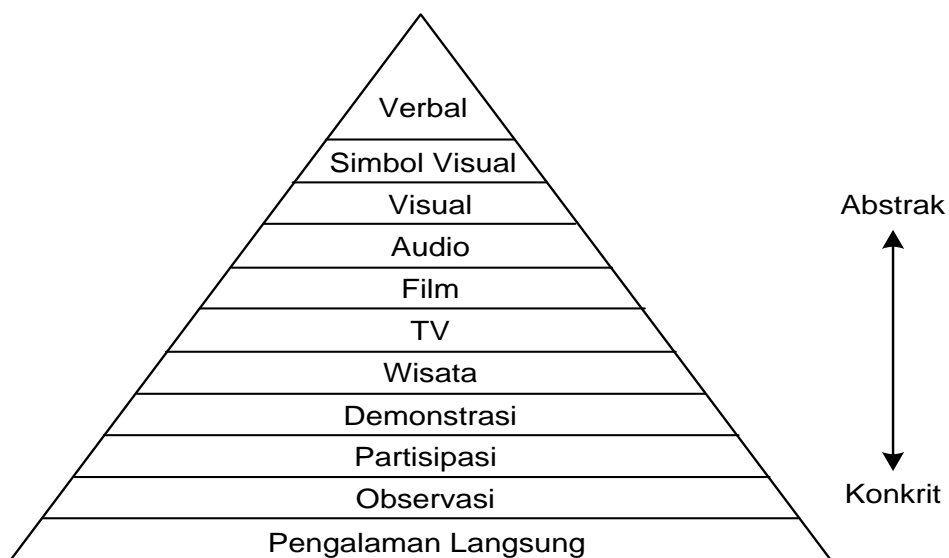 Verbal
Simbol Visual
Visual
Audio
Film
TV
Wisata
Demonstrasi
Partisipasi
Observasi
Pengalaman Langsung
Abstrak
Konkrit